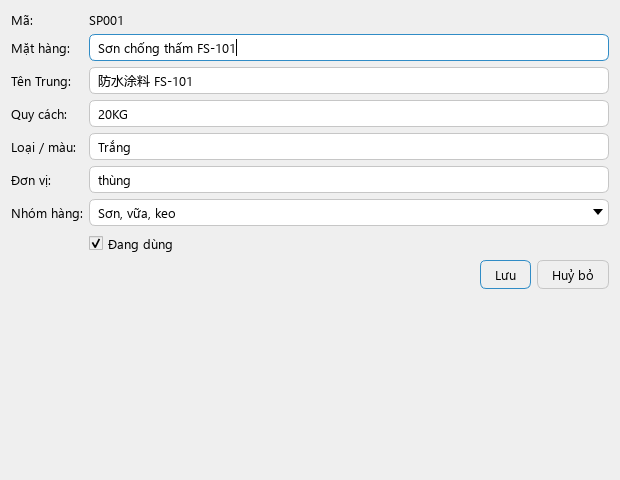 Mã: SP001
Mặt hàng: Sơn chống thấm FS-101
Tên Trung: 防水涂料 FS-101
Quy cách: 20KG
Loại / màu: Trắng
Đơn vị: thùng
Nhóm hàng: Sơn, vữa, keo
Đang dùng
Lưu Huỷ bỏ